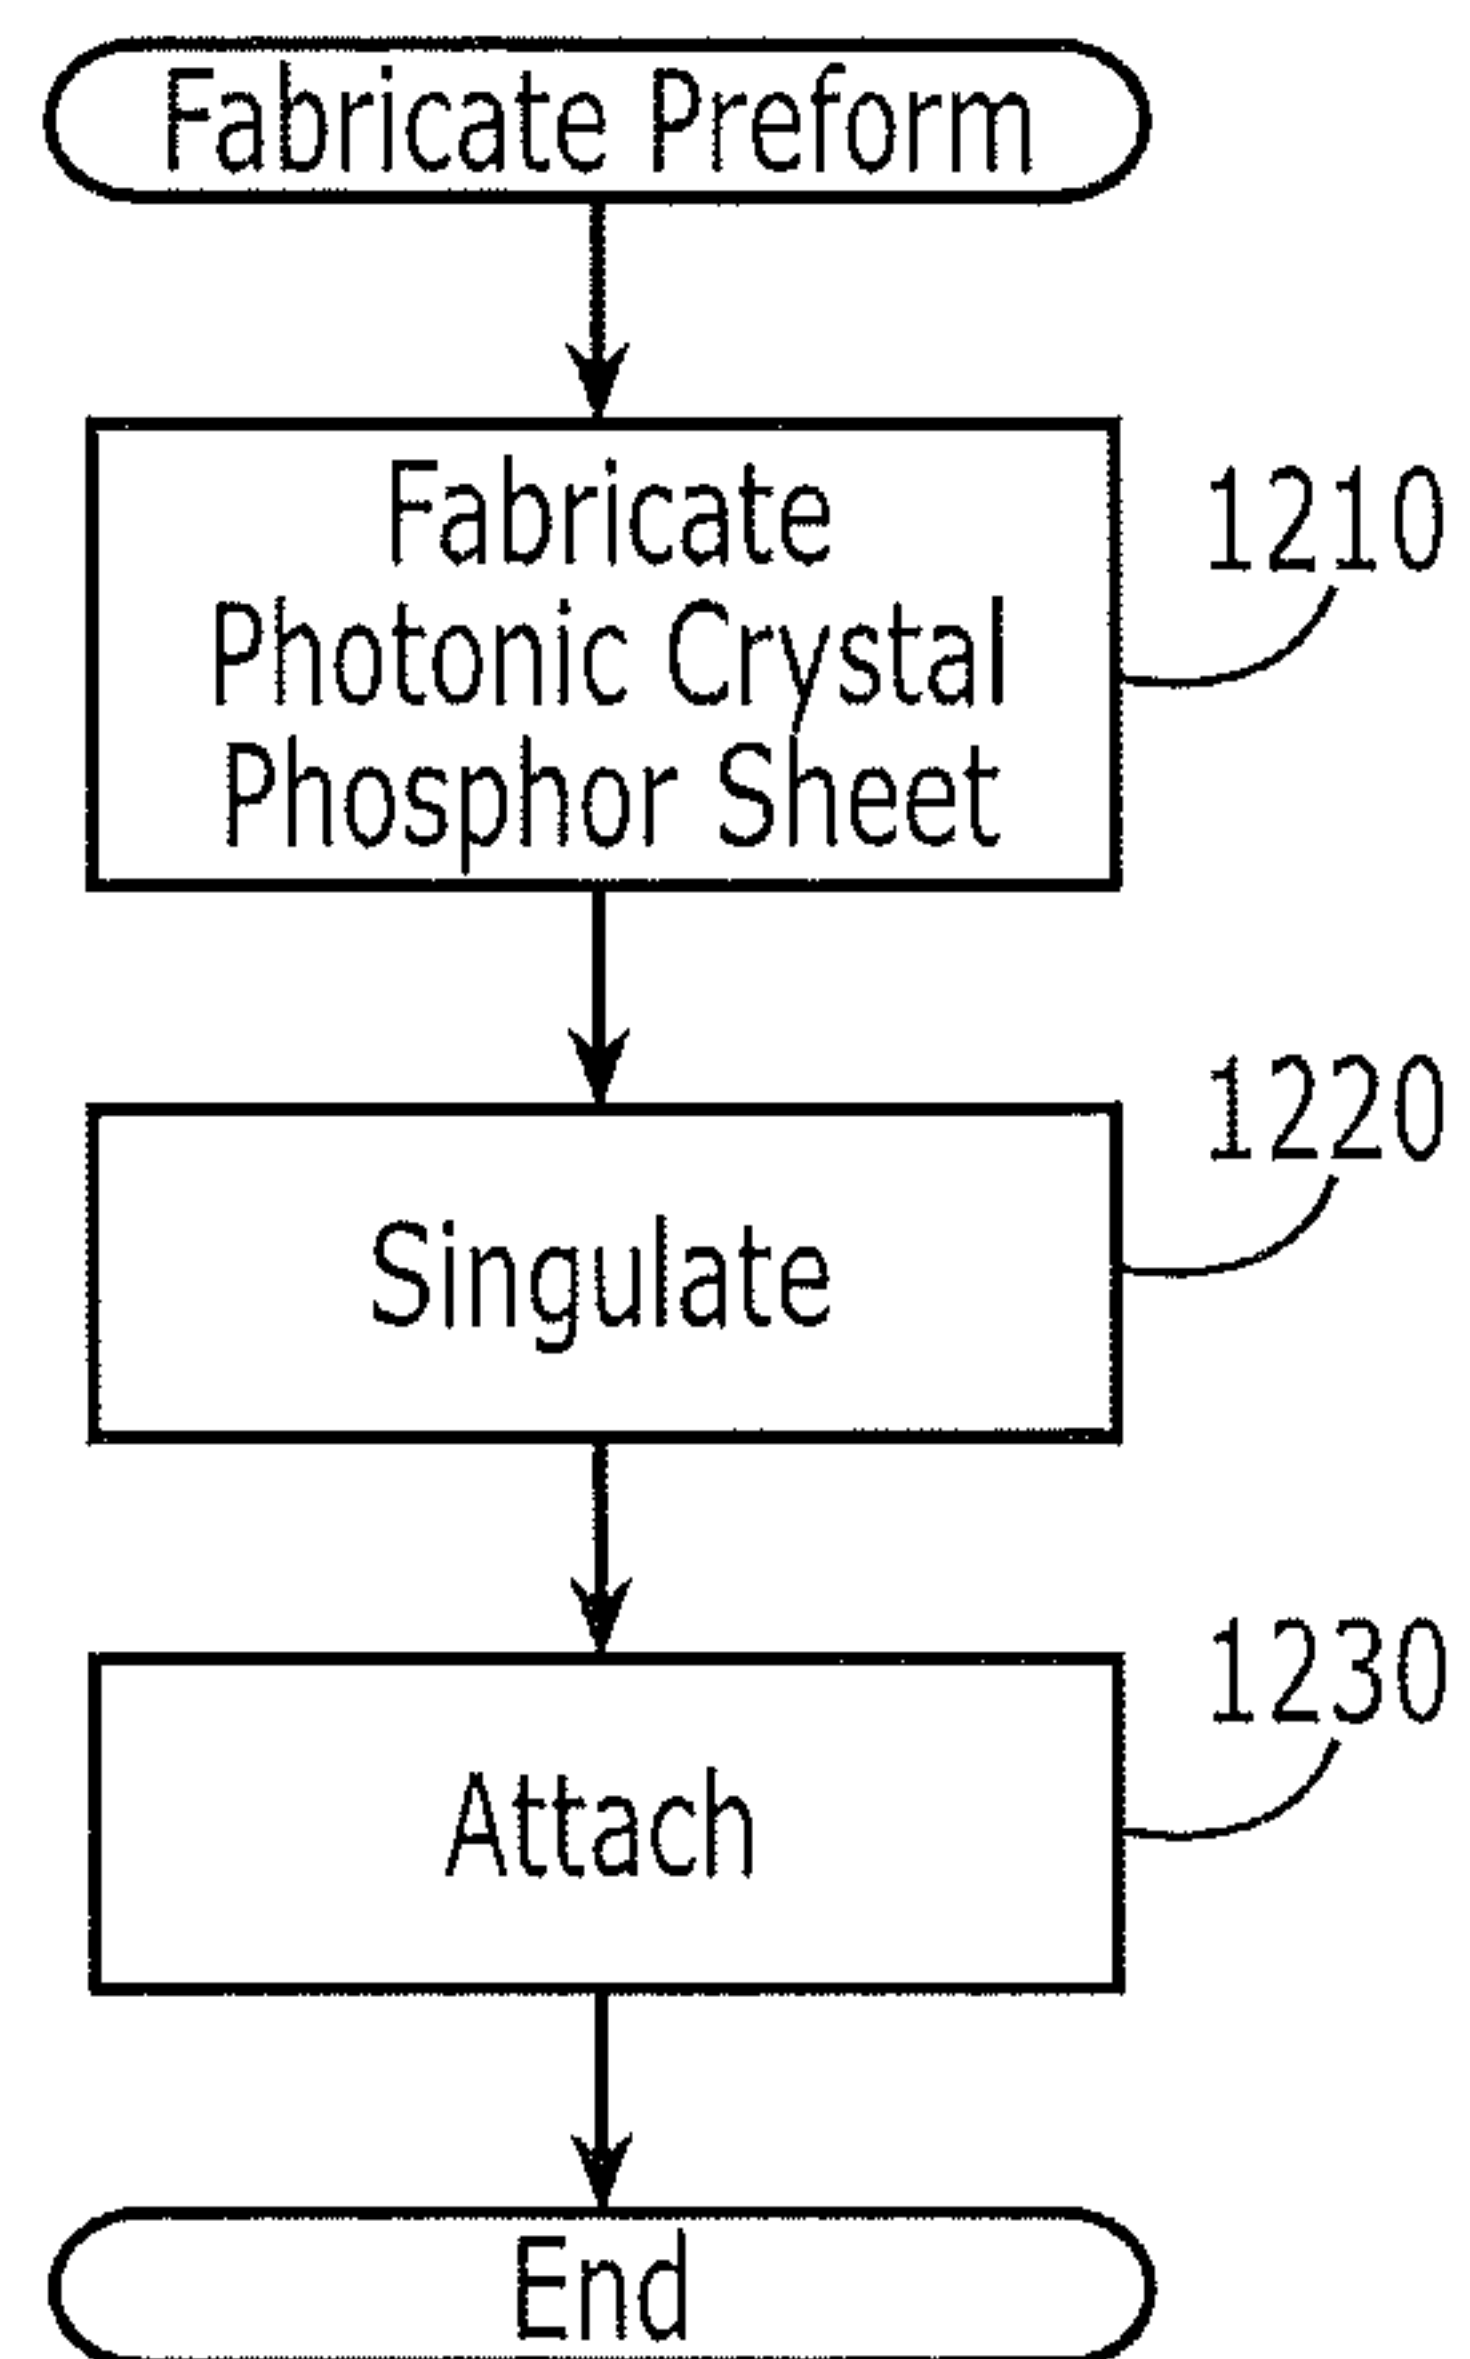 Fabricate Preform
Fabricate
Photonic Crystal
Phosphor Sheet
1210
Singulate
1220
Attach
1230
End